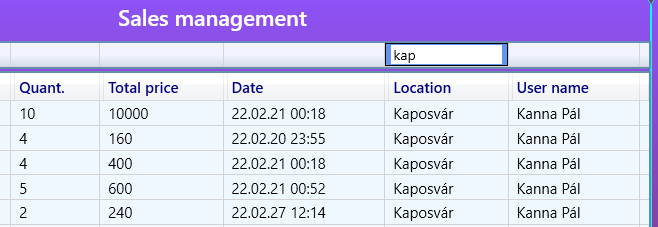 Sales management
kap
Quant. Total price Date Location User name
10 10000 22.02.21 00:18 Kaposvár Kanna Pál
4 160 22.02.20 23:55 Kaposvár Kanna Pál
4 400 22.02.21 00:18 Kaposvár Kanna Pál
5 600 22.02.21 00:52 Kaposvár Kanna Pál
2 240 22.02.27 12:14 Kaposvár Kanna Pál